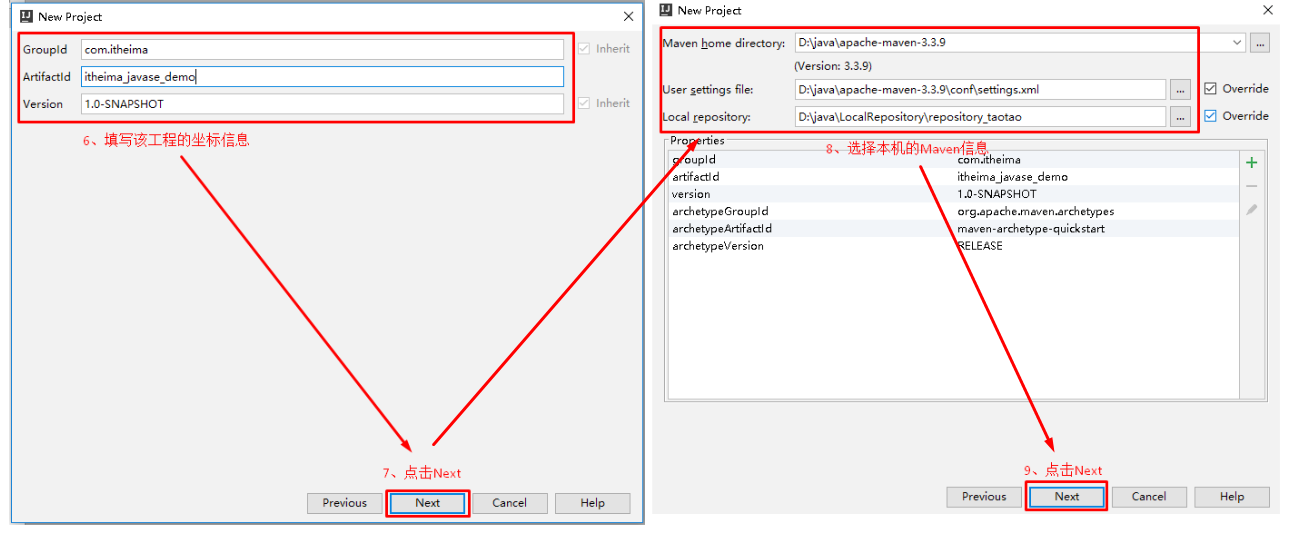 New Project
GroupId com.itheima Inherit
ArtifactId itheima_javase_demo
Version 1.0-SNAPSHOT Inherit
6、填写该工程的坐标信息
7、点击Next
Previous Next Cancel Help
New Project
Maven home directory: D:\java\apache-maven-3.3.9 ...
(Version: 3.3.9)
User settings file: D:\java\apache-maven-3.3.9\conf\settings.xml ... Override
Local repository: D:\java\LocalRepository\repository_taotao ... Override
Properties
8、选择本机的Maven信息
groupId com.itheima
artifactId itheima_javase_demo
version 1.0-SNAPSHOT
archetypeGroupId org.apache.maven.archetypes
archetypeArtifactId maven-archetype-quickstart
archetypeVersion RELEASE
9、点击Next
Previous Next Cancel Help